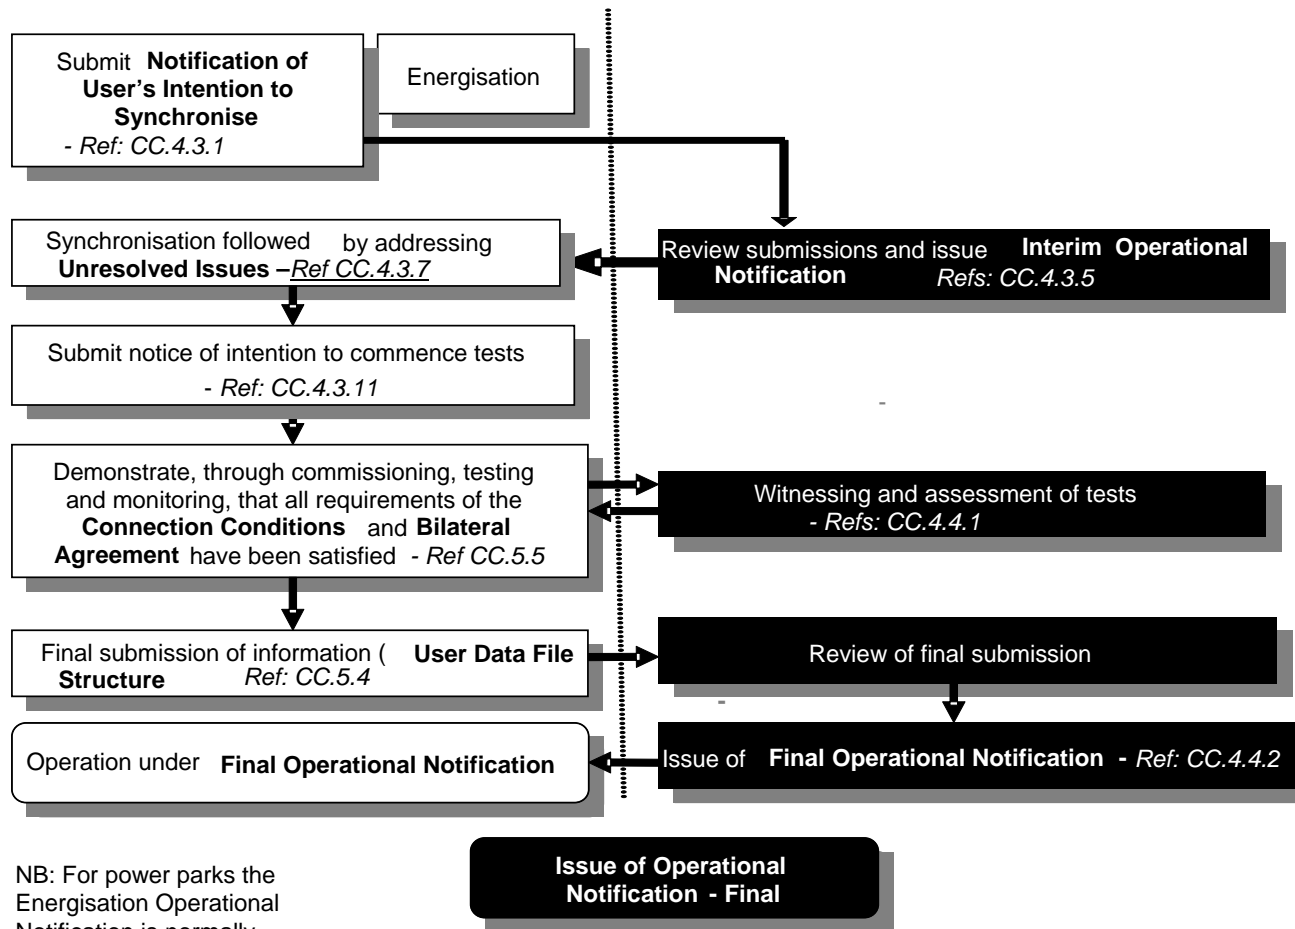 Submit Notification of
User’s Intention to
Synchronise
- Ref: CC.4.3.1
Energisation
Synchronisation followed by addressing
Unresolved Issues –Ref CC.4.3.7
Review submissions and issue Interim Operational
Notification Refs: CC.4.3.5
Submit notice of intention to commence tests
- Ref: CC.4.3.11
-
Demonstrate, through commissioning, testing
and monitoring, that all requirements of the
Connection Conditions and Bilateral
Agreement have been satisfied - Ref CC.5.5
Witnessing and assessment of tests
- Refs: CC.4.4.1
Final submission of information ( User Data File
Structure Ref: CC.5.4
Review of final submission
-
Operation under Final Operational Notification
Issue of Final Operational Notification - Ref: CC.4.4.2
Issue of Operational
Notification - Final
NB: For power parks the
Energisation Operational
Notification is normally